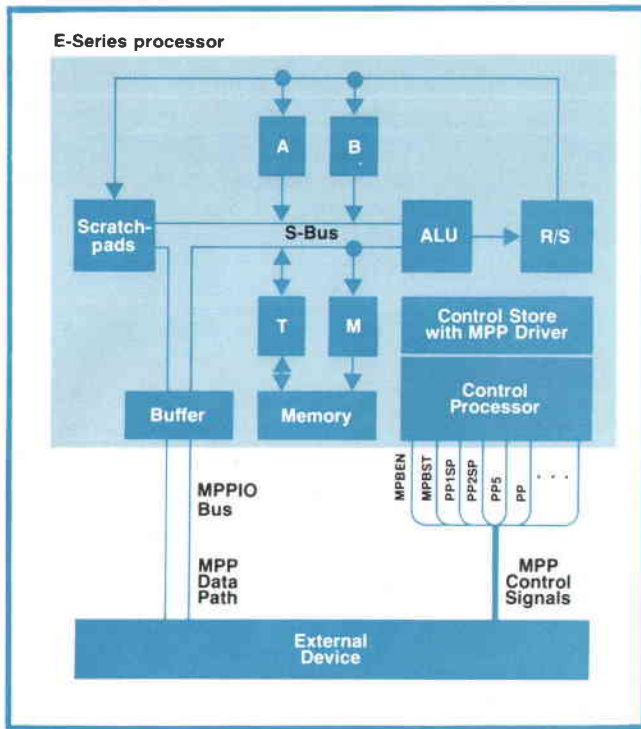 E-Series processor
A
B
Scratch-
pads
S-Bus
ALU
R/S
T
M
Control Store
with MPP Driver
Control
Processor
Buffer
Memory
MPBEN
MPBST
PP1SP
PP2SP
PP5
PP
. . .
MPPIO
Bus
MPP
Data
Path
MPP
Control
Signals
External
Device